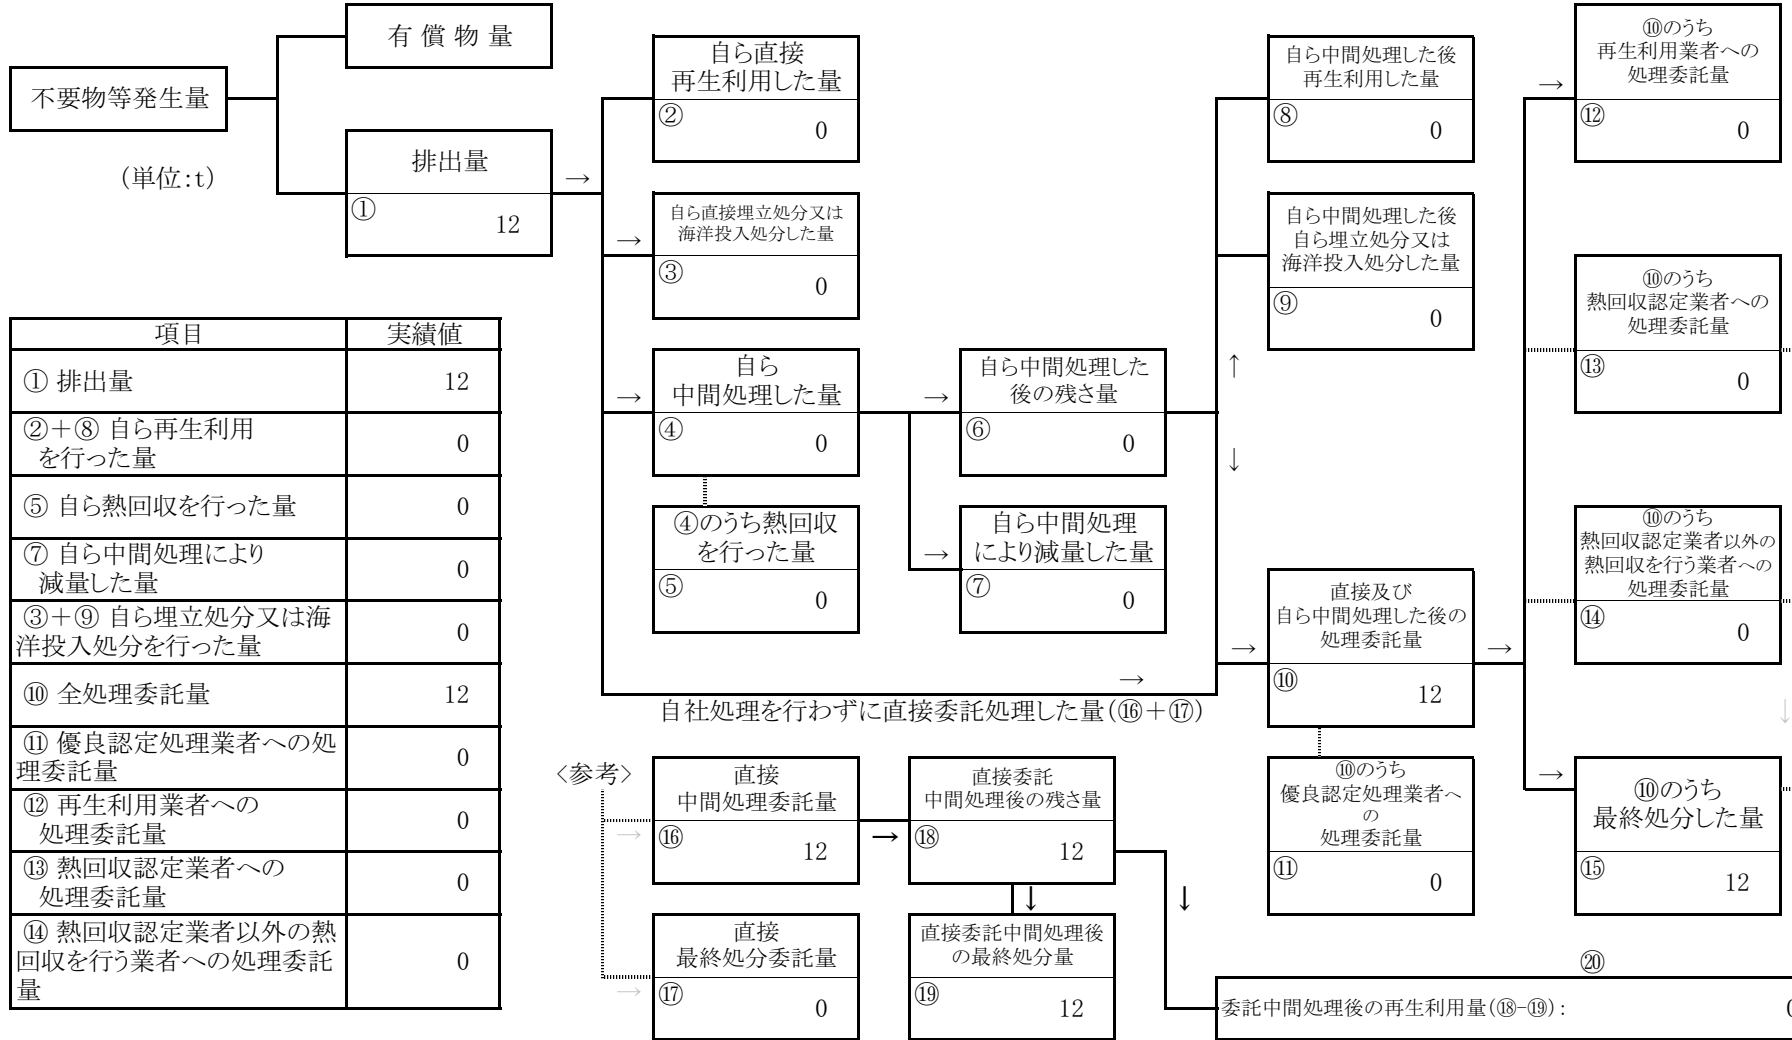 有 償 物 量
不要物等発生量
(単位:t)
排出量
①
12
→
自ら直接
再生利用した量
②
0
→
自ら直接埋立処分又は
海洋投入処分した量
③
0
→
自ら
中間処理した量
④
0
④のうち熱回収
を行った量
⑤
0
→
自ら中間処理した
後の残さ量
⑥
0
→
自ら中間処理
により減量した量
⑦
0
↑
↓
自ら中間処理した後
再生利用した量
⑧
0
自ら中間処理した後
自ら埋立処分又は
海洋投入処分した量
⑨
0
→
自社処理を行わずに直接委託処理した量(⑯+⑰)
→
直接及び
自ら中間処理した後の
処理委託量
⑩
12
→
⑩のうち
優良認定処理業者へ
の
処理委託量
⑪
0
→
⑩のうち
再生利用業者への
処理委託量
⑫
0
⑩のうち
熱回収認定業者への
処理委託量
⑬
0
⑩のうち
熱回収認定業者以外の
熱回収を行う業者への
処理委託量
⑭
0
↓
→
⑩のうち
最終処分した量
⑮
12
項目 実績値
① 排出量 12
②+⑧ 自ら再生利用
を行った量 0
⑤ 自ら熱回収を行った量 0
⑦ 自ら中間処理により
減量した量 0
③+⑨ 自ら埋立処分又は海
洋投入処分を行った量 0
⑩ 全処理委託量 12
⑪ 優良認定処理業者への処
理委託量 0
⑫ 再生利用業者への
処理委託量 0
⑬ 熱回収認定業者への
処理委託量 0
⑭ 熱回収認定業者以外の熱
回収を行う業者への処理委託
量 0
<参考>
→
直接
中間処理委託量
⑯
12
→
直接委託
中間処理後の残さ量
⑱
12
↓
↓
→
直接
最終処分委託量
⑰
0
直接委託中間処理後
の最終処分量
⑲
12
⑳
委託中間処理後の再生利用量(⑱-⑲): 0